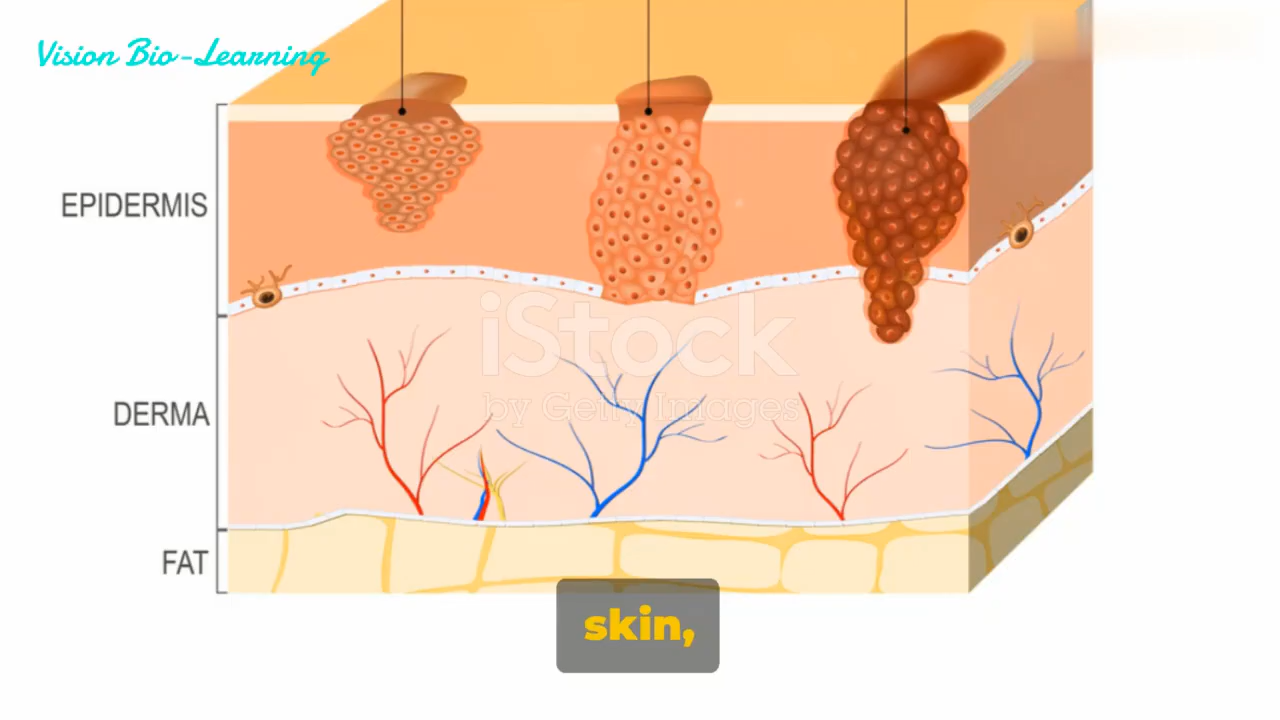 Vision Bio-Learning
EPIDERMIS
iStock
by Getty Images
DERMA
FAT
skin,